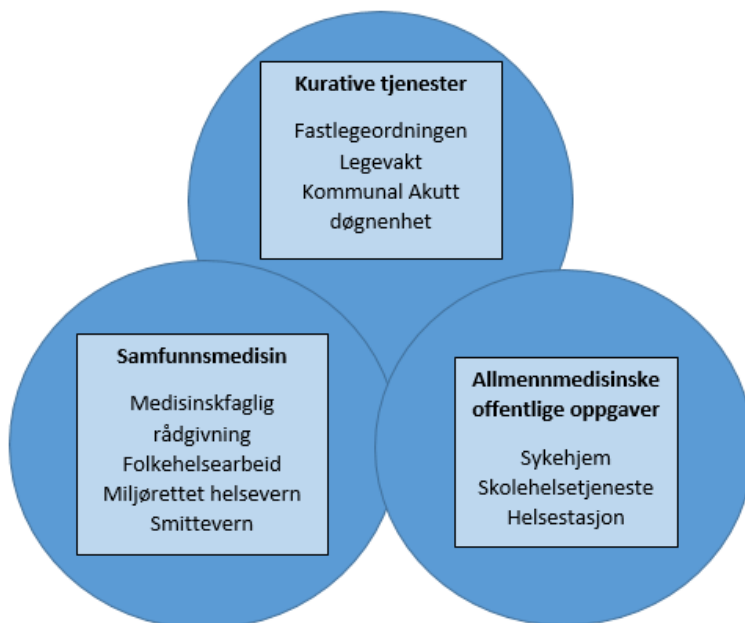 Kurative tjenester
Fastlegeordningen
Legevakt
Kommunal Akutt
døgnenhet
Samfunnsmedisin
Medisinskfaglig
rådgivning
Folkehelsearbeid
Miljørettet helsevern
Smittevern
Allmennmedisinske
offentlige oppgaver
Sykehjem
Skolehelsetjeneste
Helsestasjon